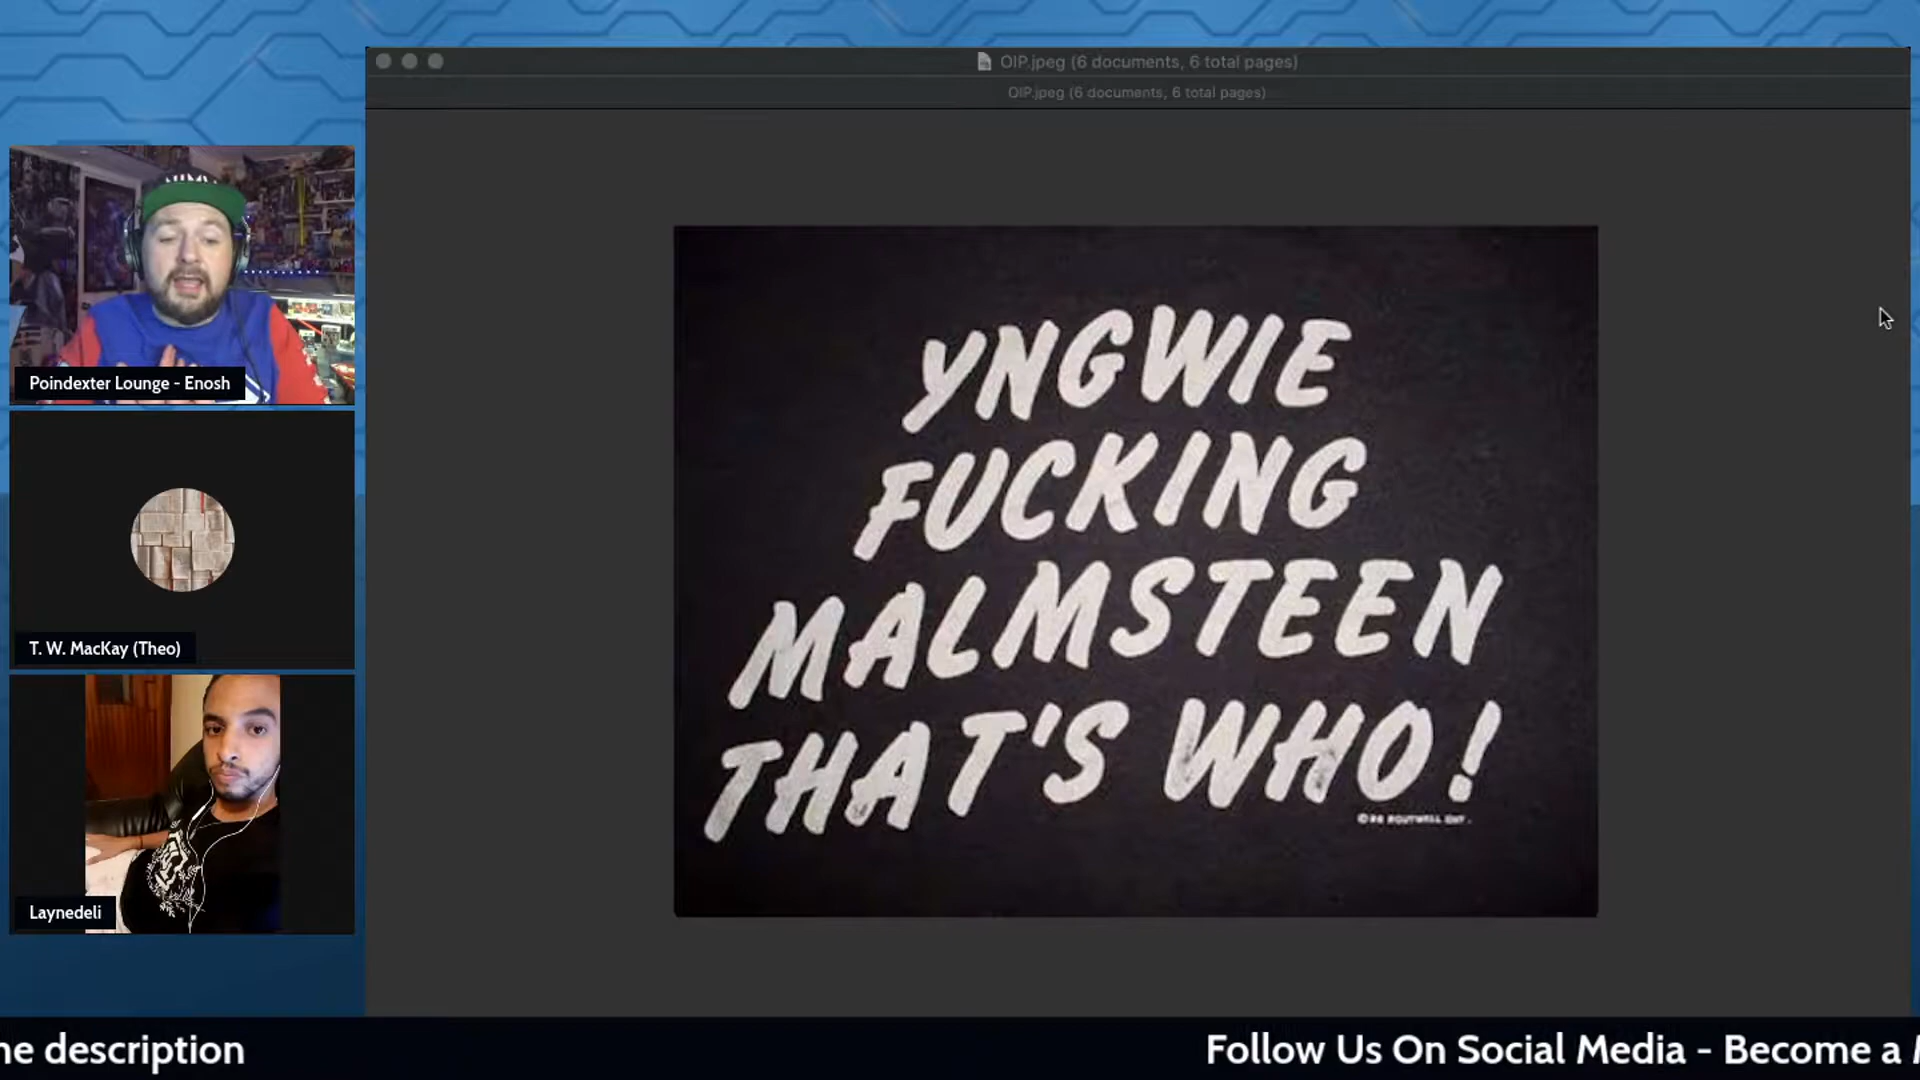 OIP.jpeg (6 documents, 6 total pages)
OIP.jpeg (6 documents, 6 total pages)
Poindexter Lounge - Enosh
T. W. MacKay (Theo)
Laynedeli
YNGWIE
FUCKING
MALMSTEEN
THAT'S WHO!
he description
Follow Us On Social Media - Become a